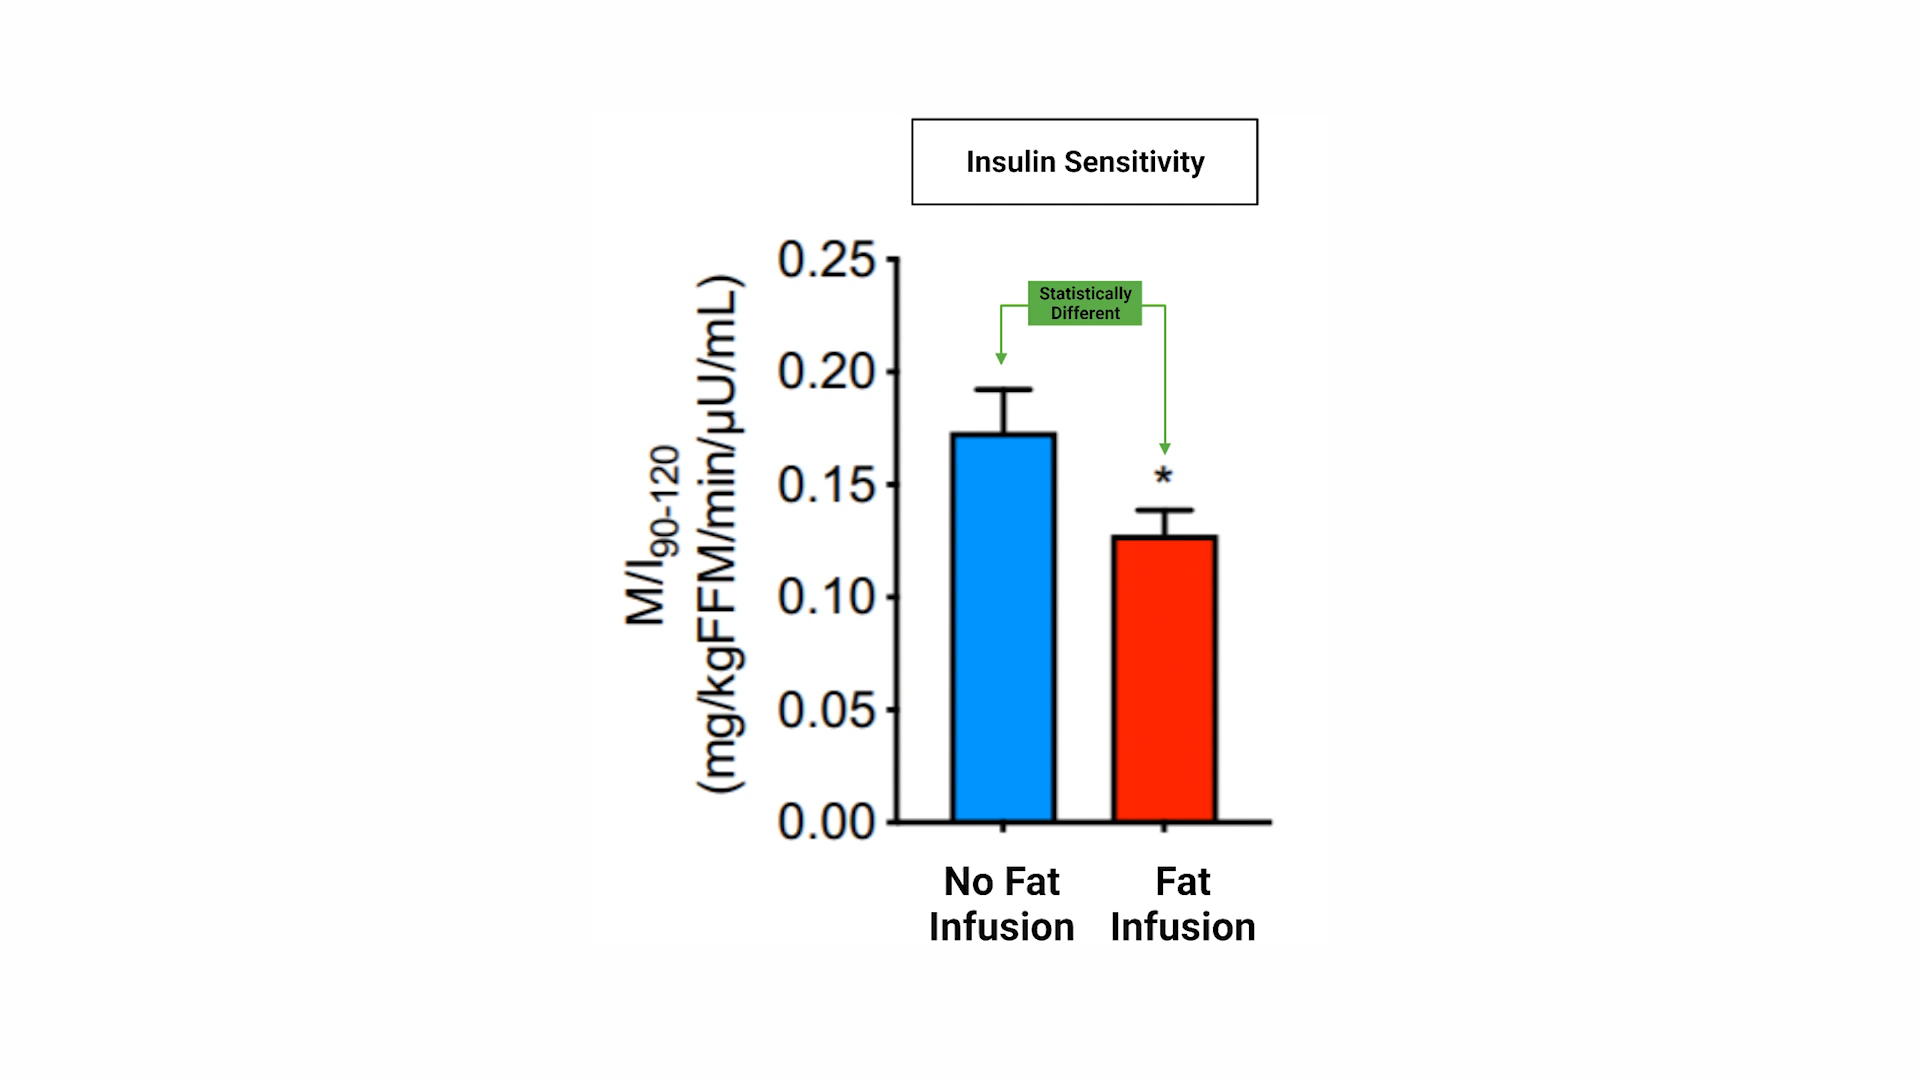 Insulin Sensitivity
M/I90-120
(mg/kgFFM/min/µU/mL)
0.25
0.20
0.15
0.10
0.05
0.00
Statistically
Different
*
No Fat
Infusion
Fat
Infusion